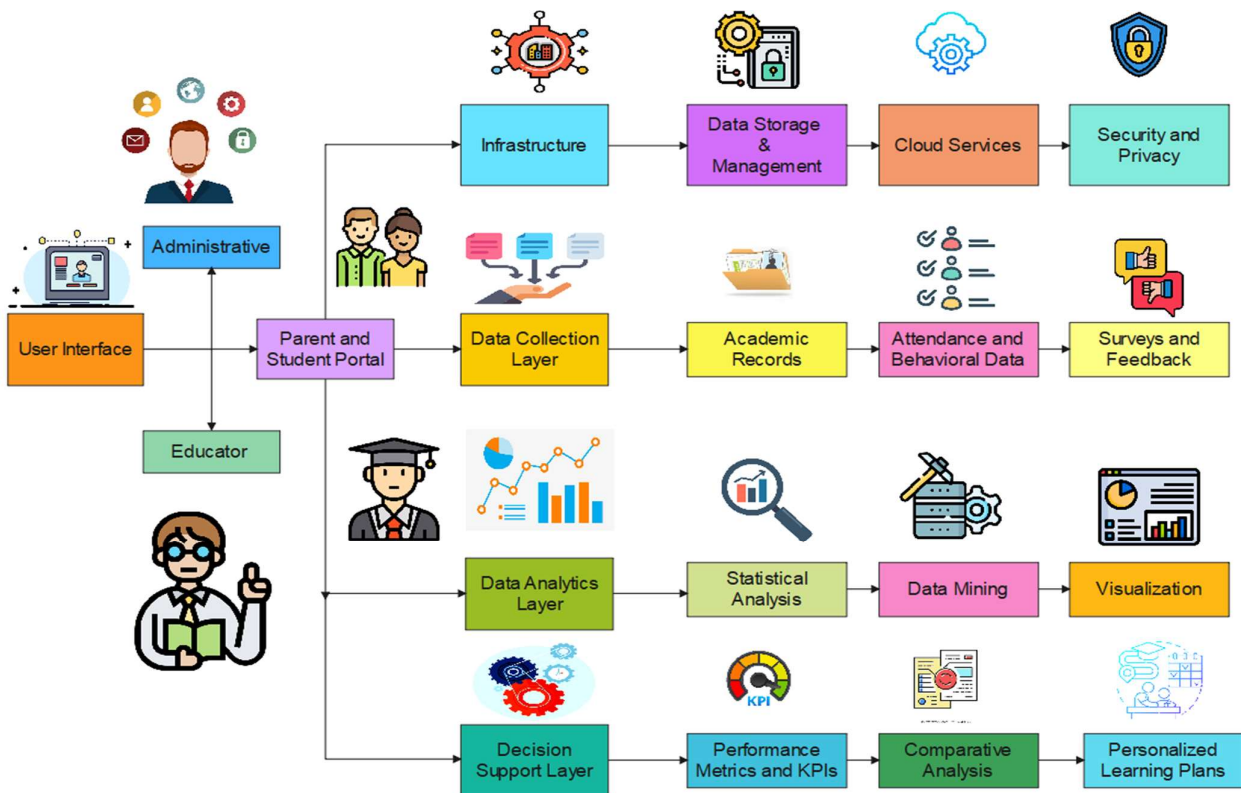 Infrastructure
Data Storage
&
Management
Cloud Services
Security and
Privacy
Administrative
User Interface
Parent and
Student Portal
Data Collection
Layer
Academic
Records
Attendance and
Behavioral Data
Surveys and
Feedback
Educator
Data Analytics
Layer
Statistical
Analysis
Data Mining
Visualization
KPI
Decision
Support Layer
Performance
Metrics and KPIs
Comparative
Analysis
Personalized
Learning Plans